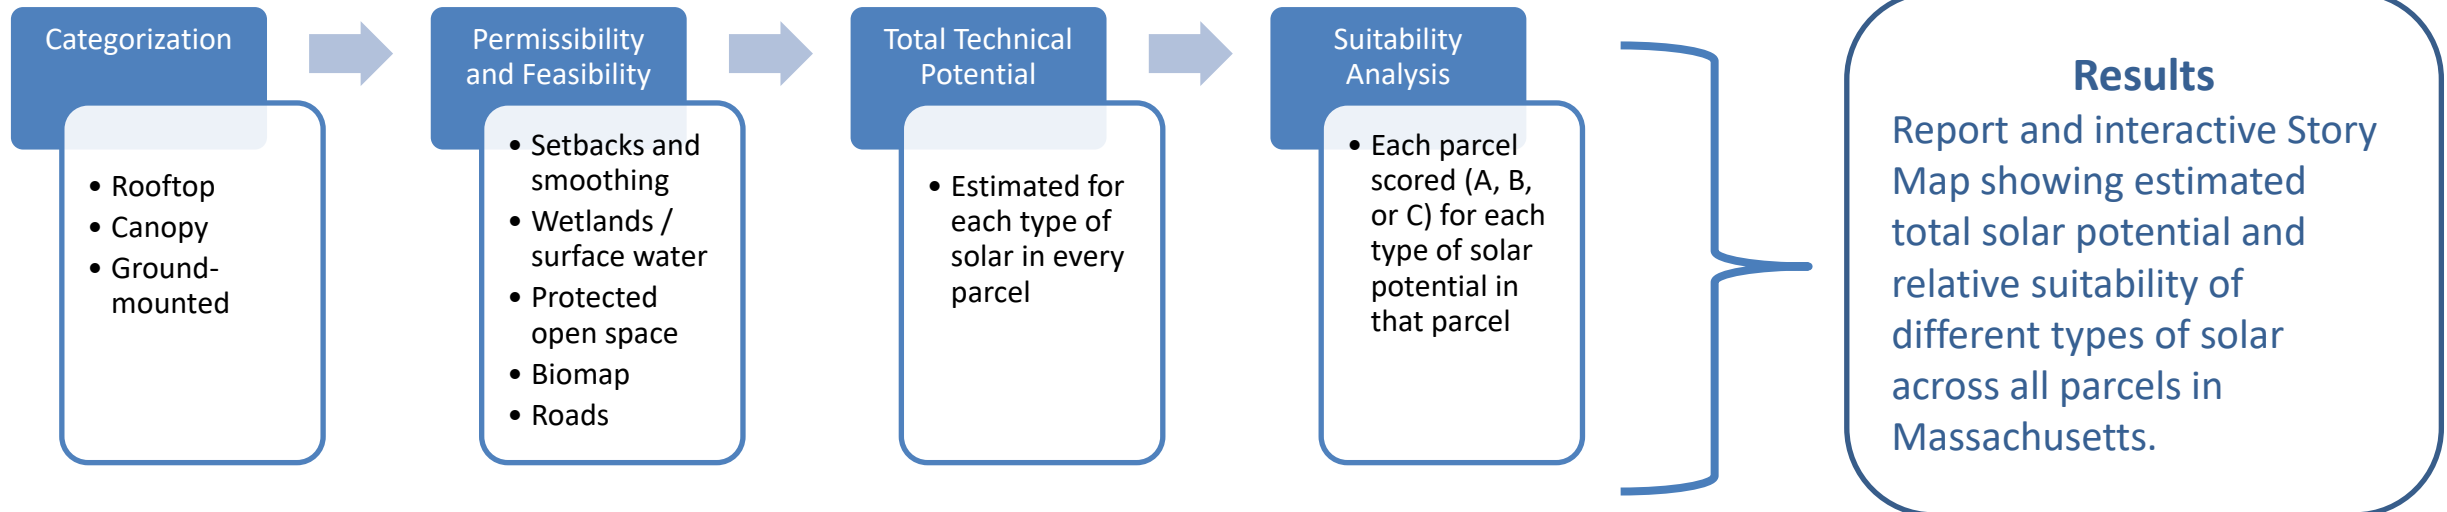 Categorization
• Rooftop
• Canopy
• Ground-
mounted
Permissibility
and Feasibility
• Setbacks and
smoothing
• Wetlands /
surface water
• Protected
open space
• Biomap
• Roads
Total Technical
Potential
• Estimated for
each type of
solar in every
parcel
Suitability
Analysis
• Each parcel
scored (A, B,
or C) for each
type of solar
potential in
that parcel
Results
Report and interactive Story
Map showing estimated
total solar potential and
relative suitability of
different types of solar
across all parcels in
Massachusetts.